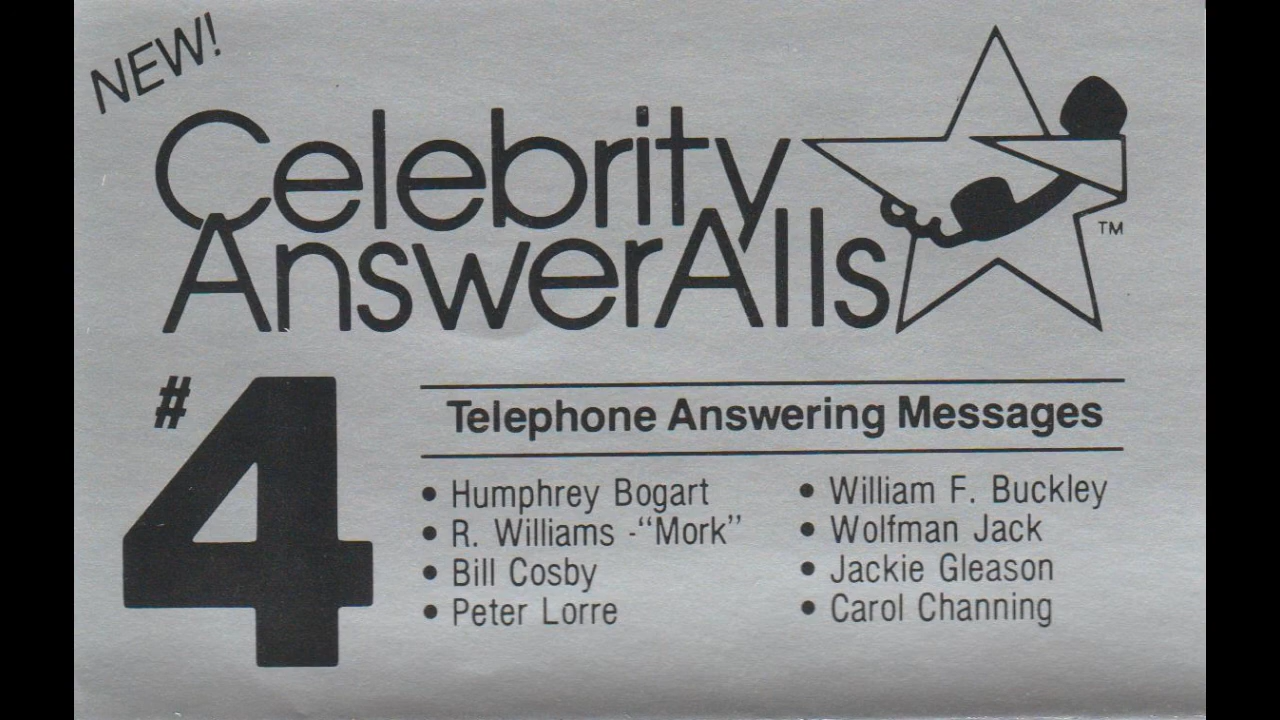 NEW!
Celebrity
AnswerAlls
TM
#4
Telephone Answering Messages
• Humphrey Bogart
• R. Williams -"Mork"
• Bill Cosby
• Peter Lorre
• William F. Buckley
• Wolfman Jack
• Jackie Gleason
• Carol Channing